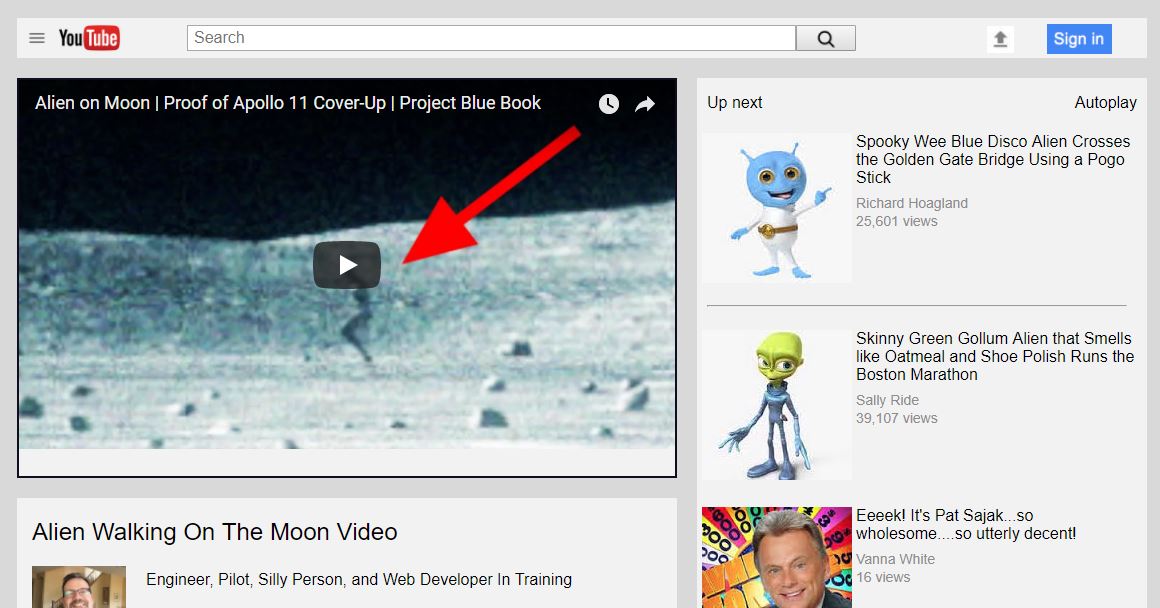 YouTube
Search
Sign in
Alien on Moon | Proof of Apollo 11 Cover-Up | Project Blue Book
Up next
Autoplay
Spooky Wee Blue Disco Alien Crosses
the Golden Gate Bridge Using a Pogo
Stick
Richard Hoagland
25,601 views
Skinny Green Gollum Alien that Smells
like Oatmeal and Shoe Polish Runs the
Boston Marathon
Sally Ride
39,107 views
Eeeek! It's Pat Sajak...so
wholesome....so utterly decent!
Vanna White
16 views
Alien Walking On The Moon Video
Engineer, Pilot, Silly Person, and Web Developer In Training